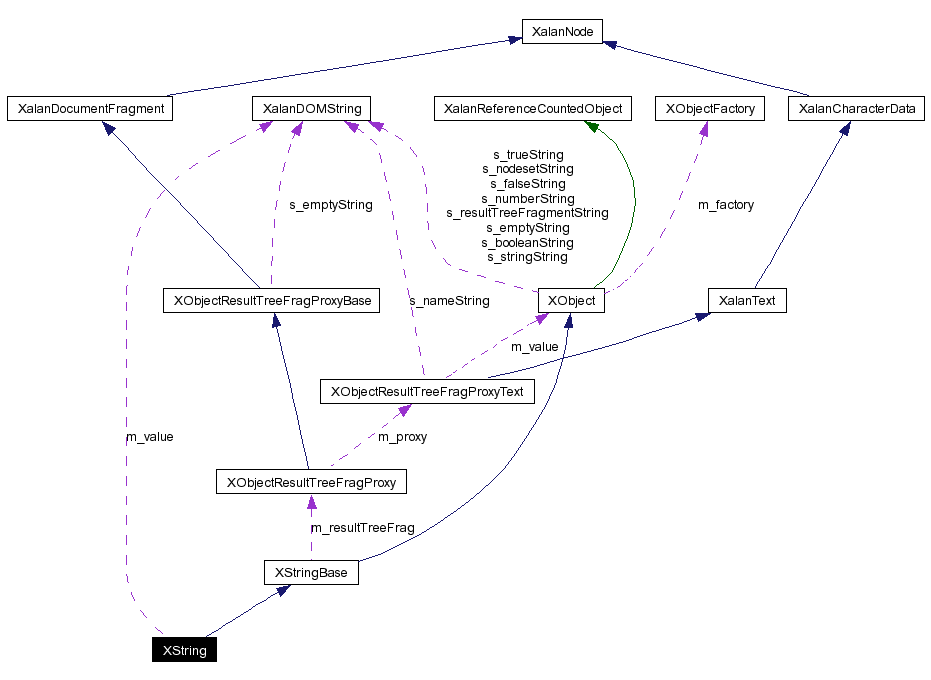 XalanNode
XalanDocumentFragment
XalanDOMString
XalanReferenceCountedObject
XObjectFactory
XalanCharacterData
s_trueString
s_nodesetString
s_falseString
s_numberString
s_resultTreeFragmentString
s_emptyString
s_booleanString
s_stringString
s_emptyString
m_factory
XObjectResultTreeFragProxyBase
s_nameString
XObject
XalanText
m_value
XObjectResultTreeFragProxyText
m_value
m_proxy
XObjectResultTreeFragProxy
m_resultTreeFrag
XStringBase
XString